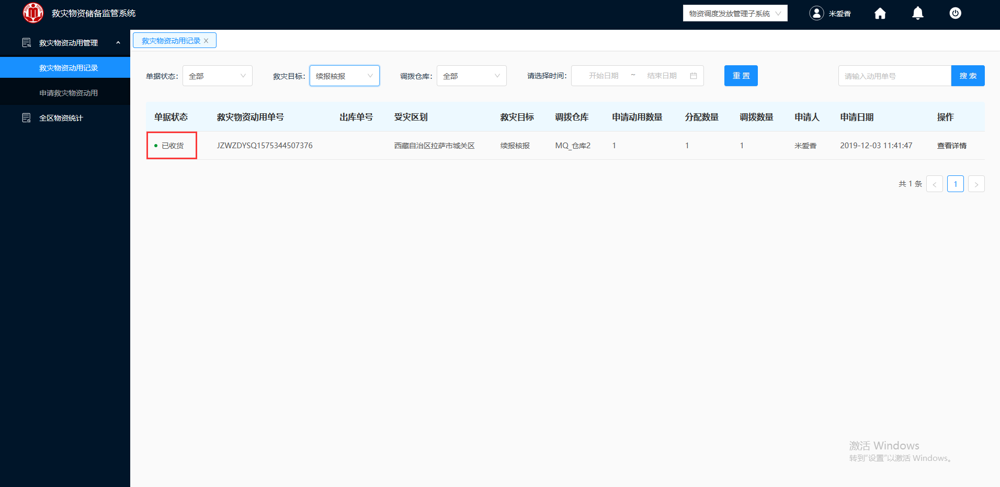 救灾物资储备监管系统
物资调度发放管理子系统
米爱香
救灾物资动用管理
救灾物资动用记录
申请救灾物资动用
全区物资统计
救灾物资动用记录
单据状态: 全部 救灾目标: 续报核报 调拨仓库: 全部 请选择时间: 开始日期 ~ 结束日期 重 置 请输入动用单号 搜 索
单据状态 救灾物资动用单号 出库单号 受灾区划 救灾目标 调拨仓库 申请动用数量 分配数量 调拨数量 申请人 申请日期 操作
已收货 JZWZDYSQ1575344507376 西藏自治区拉萨市城关区 续报核报 MQ_仓库2 1 1 1 米爱香 2019-12-03 11:41:47 查看详情
共 1 条 < 1 >
激活 Windows
转到“设置”以激活 Windows。